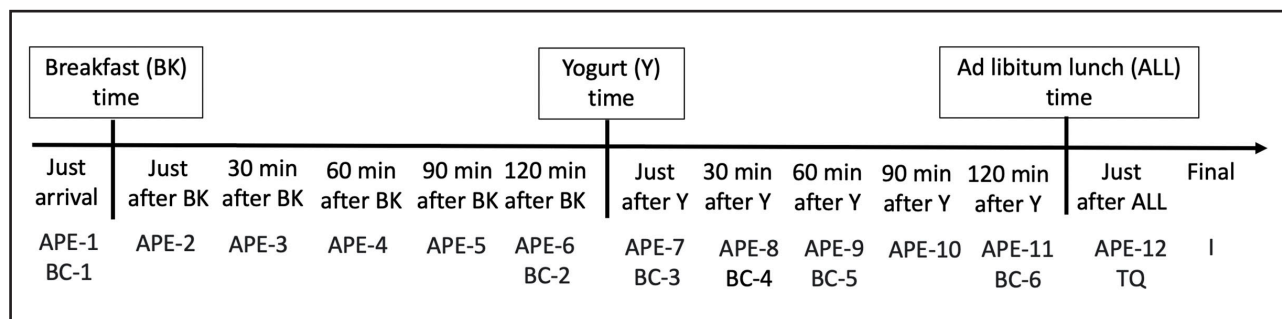 Breakfast (BK)
time
Yogurt (Y)
time
Ad libitum lunch (ALL)
time
Just
arrival
Just
after BK
30 min
after BK
60 min
after BK
90 min
after BK
120 min
after BK
Just
after Y
30 min
after Y
60 min
after Y
90 min
after Y
120 min
after Y
Just
after ALL
Final
APE-1
BC-1
APE-2
APE-3
APE-4
APE-5
APE-6
BC-2
APE-7
BC-3
APE-8
BC-4
APE-9
BC-5
APE-10
APE-11
BC-6
APE-12
TQ
I